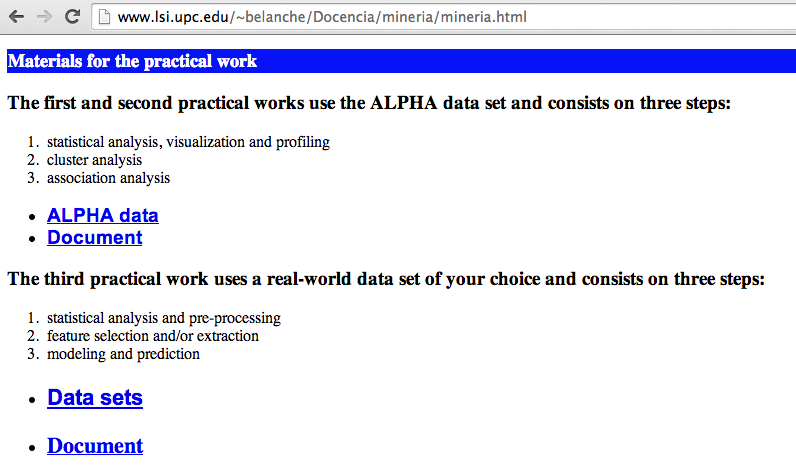 www.lsi.upc.edu/~belanche/Docencia/mineria/mineria.html
Materials for the practical work
The first and second practical works use the ALPHA data set and consists on three steps:
1. statistical analysis, visualization and profiling
2. cluster analysis
3. association analysis
• ALPHA data
• Document
The third practical work uses a real-world data set of your choice and consists on three steps:
1. statistical analysis and pre-processing
2. feature selection and/or extraction
3. modeling and prediction
• Data sets
• Document